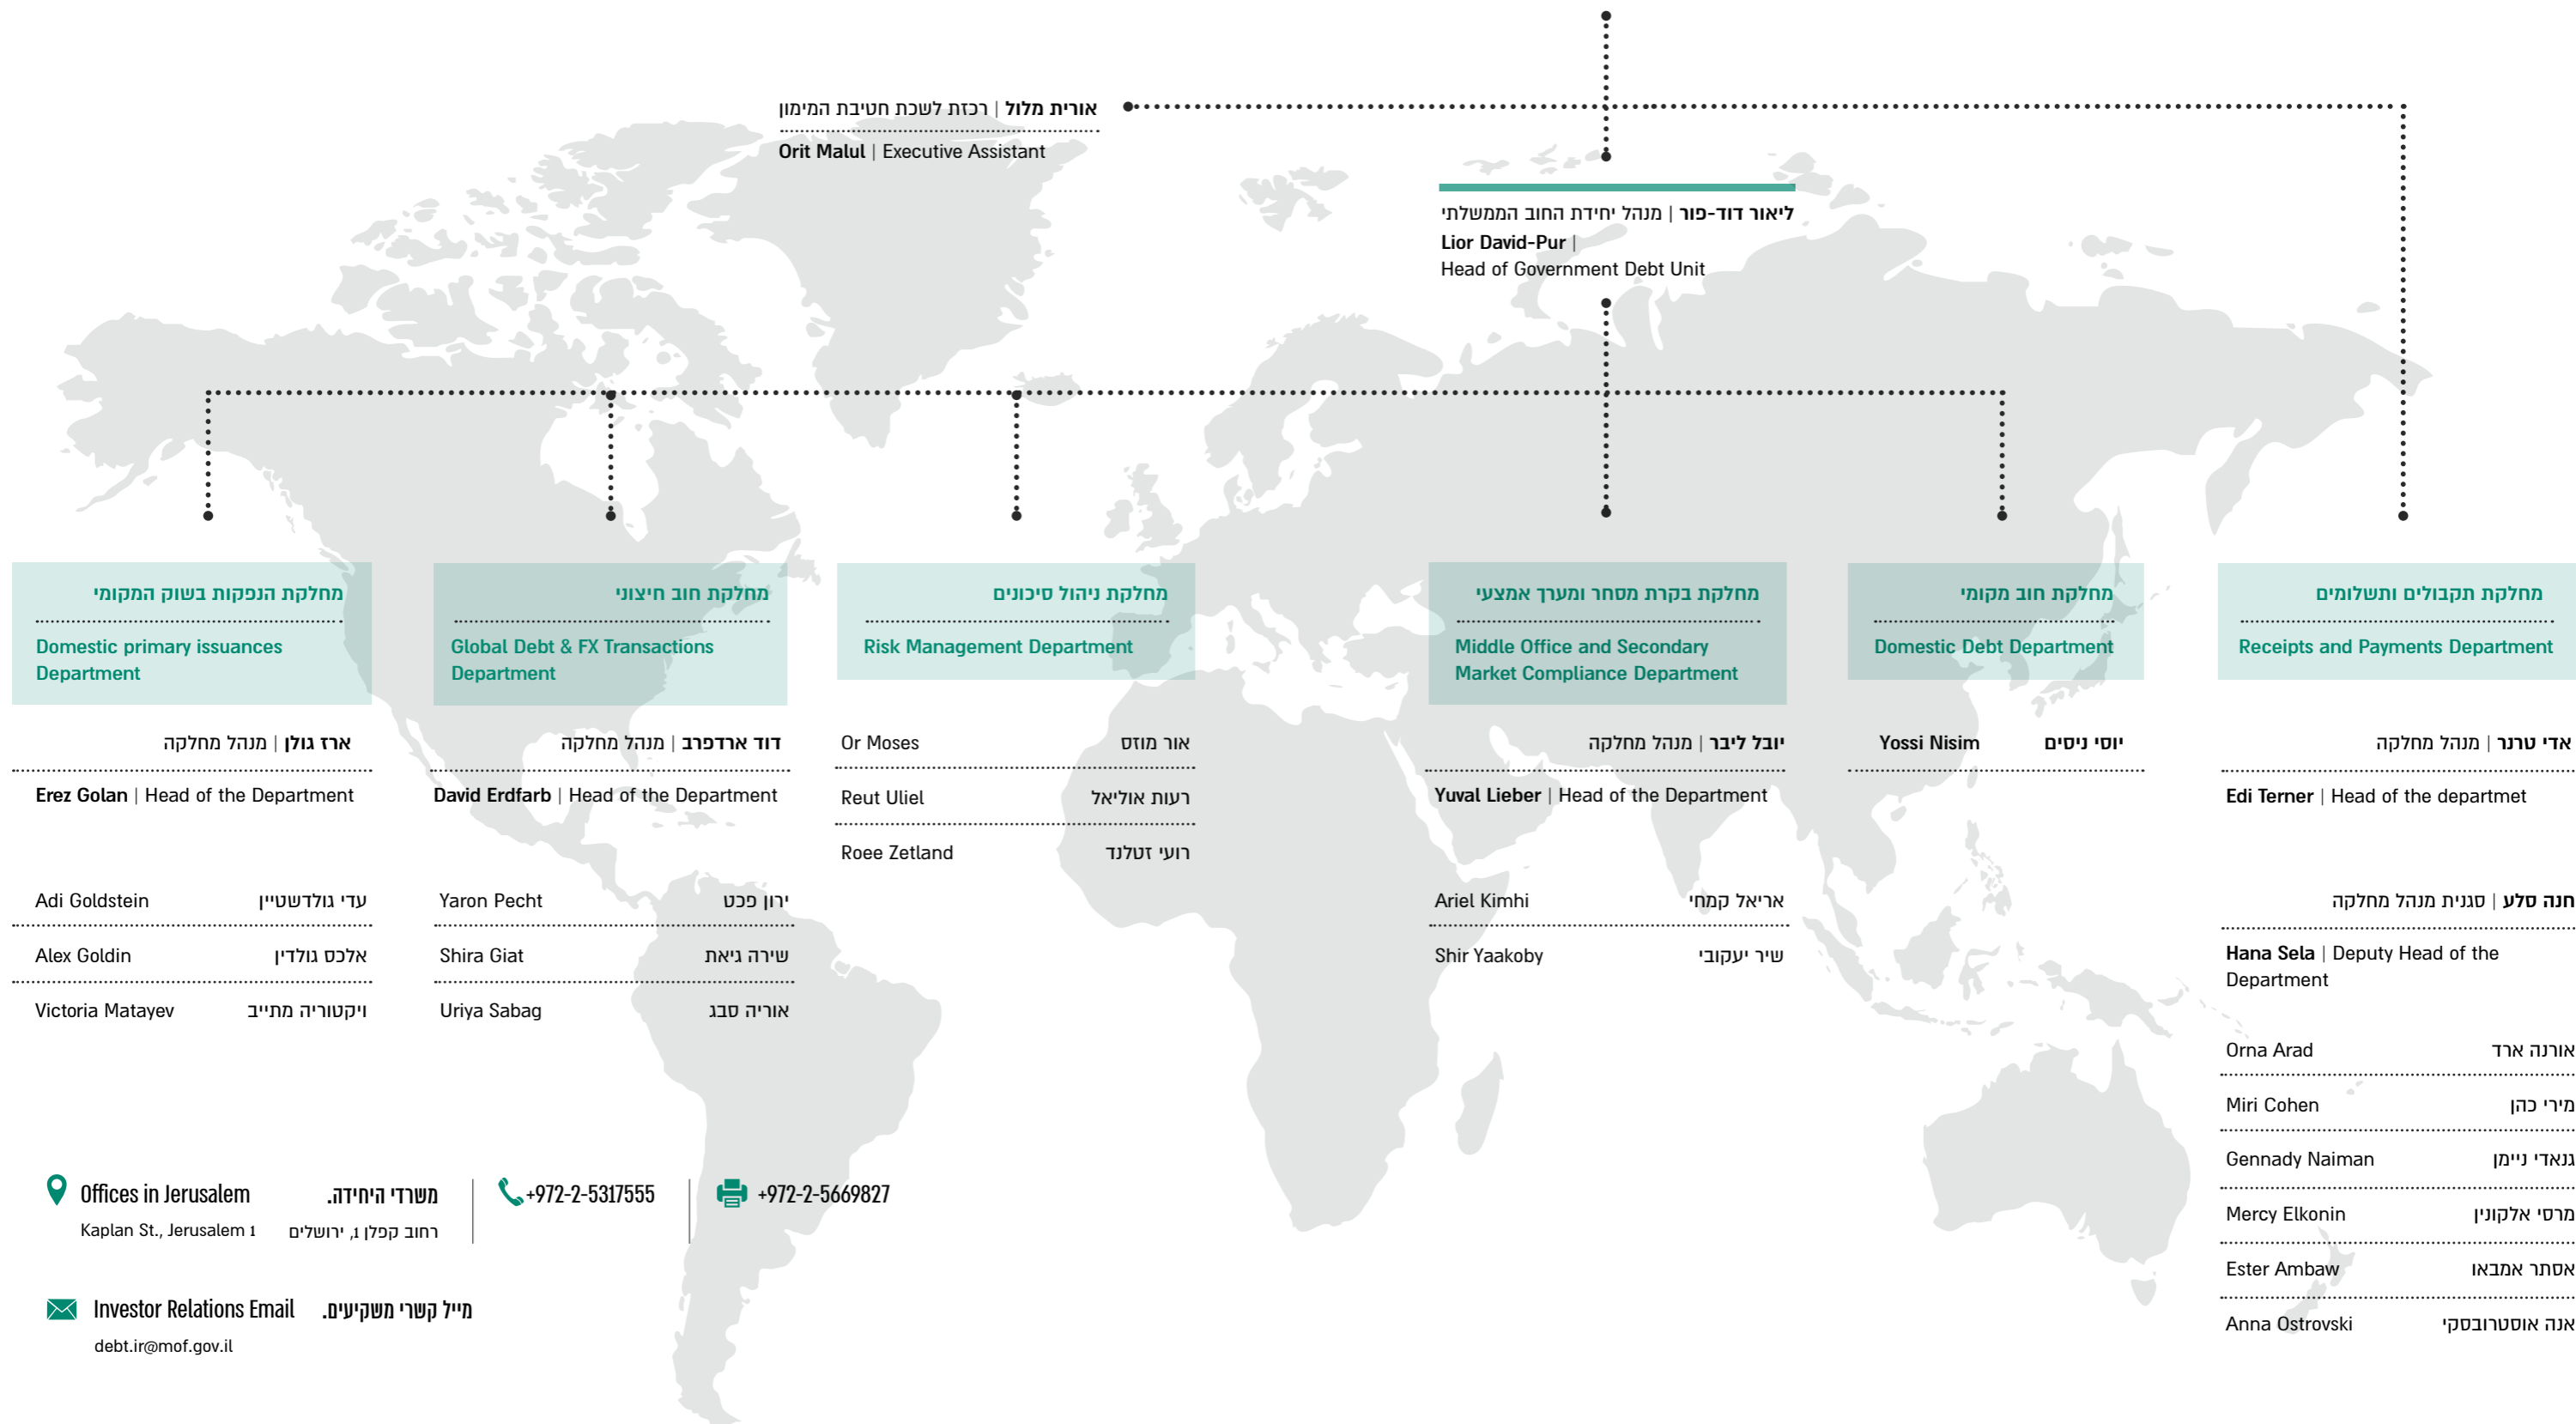 אורית מלול | רכזת לשכת חטיבת המימון
Orit Malul | Executive Assistant
ליאור דוד-פור | מנהל יחידת החוב הממשלתי
Lior David-Pur |
Head of Government Debt Unit
מחלקת הנפקות בשוק המקומי
Domestic primary issuances
Department
ארז גולן | מנהל מחלקה
Erez Golan | Head of the Department
Adi Goldstein עדי גולדשטיין
Alex Goldin אלכס גולדין
Victoria Matayev ויקטוריה מתייב
מחלקת חוב חיצוני
Global Debt & FX Transactions
Department
דוד ארדפרב | מנהל מחלקה
David Erdfarb | Head of the Department
Yaron Pecht ירון פכט
Shira Giat שירה גיאת
Uriya Sabag אוריה סבג
מחלקת ניהול סיכונים
Risk Management Department
Or Moses אור מוזס
Reut Uliel רעות אוליאל
Roee Zetland רועי זטלנד
מחלקת בקרת מסחר ומערך אמצעי
Middle Office and Secondary
Market Compliance Department
יובל ליבר | מנהל מחלקה
Yuval Lieber | Head of the Department
Ariel Kimhi אריאל קמחי
Shir Yaakoby שיר יעקובי
מחלקת חוב מקומי
Domestic Debt Department
Yossi Nisim יוסי ניסים
מחלקת תקבולים ותשלומים
Receipts and Payments Department
אדי טרנר | מנהל מחלקה
Edi Terner | Head of the departmet
חנה סלע | סגנית מנהל מחלקה
Hana Sela | Deputy Head of the
Department
Orna Arad אורנה ארד
Miri Cohen מירי כהן
Gennady Naiman גנאדי ניימן
Mercy Elkonin מרסי אלקונין
Ester Ambaw אסתר אמבאו
Anna Ostrovski אנה אוסטרובסקי
Offices in Jerusalem משרדי היחידה.
Kaplan St., Jerusalem 1 רחוב קפלן 1, ירושלים
+972-2-5317555
+972-2-5669827
Investor Relations Email מייל קשרי משקיעים.
debt.ir@mof.gov.il